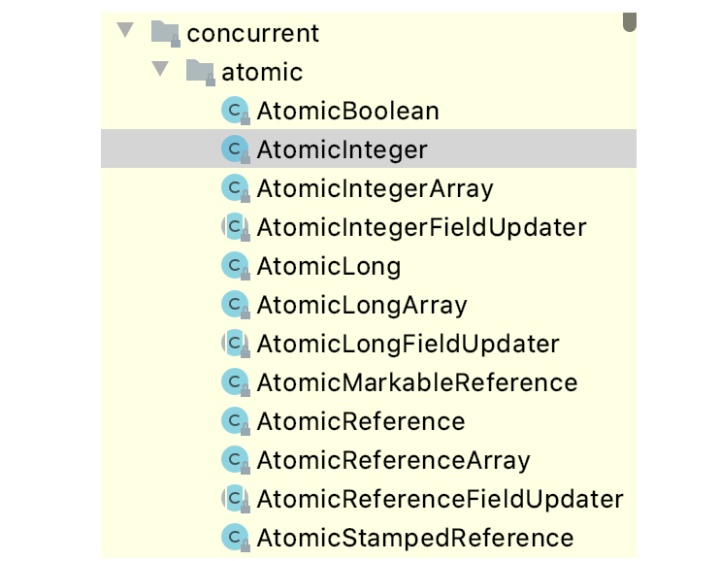 concurrent
atomic
AtomicBoolean
AtomicInteger
AtomicIntegerArray
AtomicIntegerFieldUpdater
AtomicLong
AtomicLongArray
AtomicLongFieldUpdater
AtomicMarkableReference
AtomicReference
AtomicReferenceArray
AtomicReferenceFieldUpdater
AtomicStampedReference